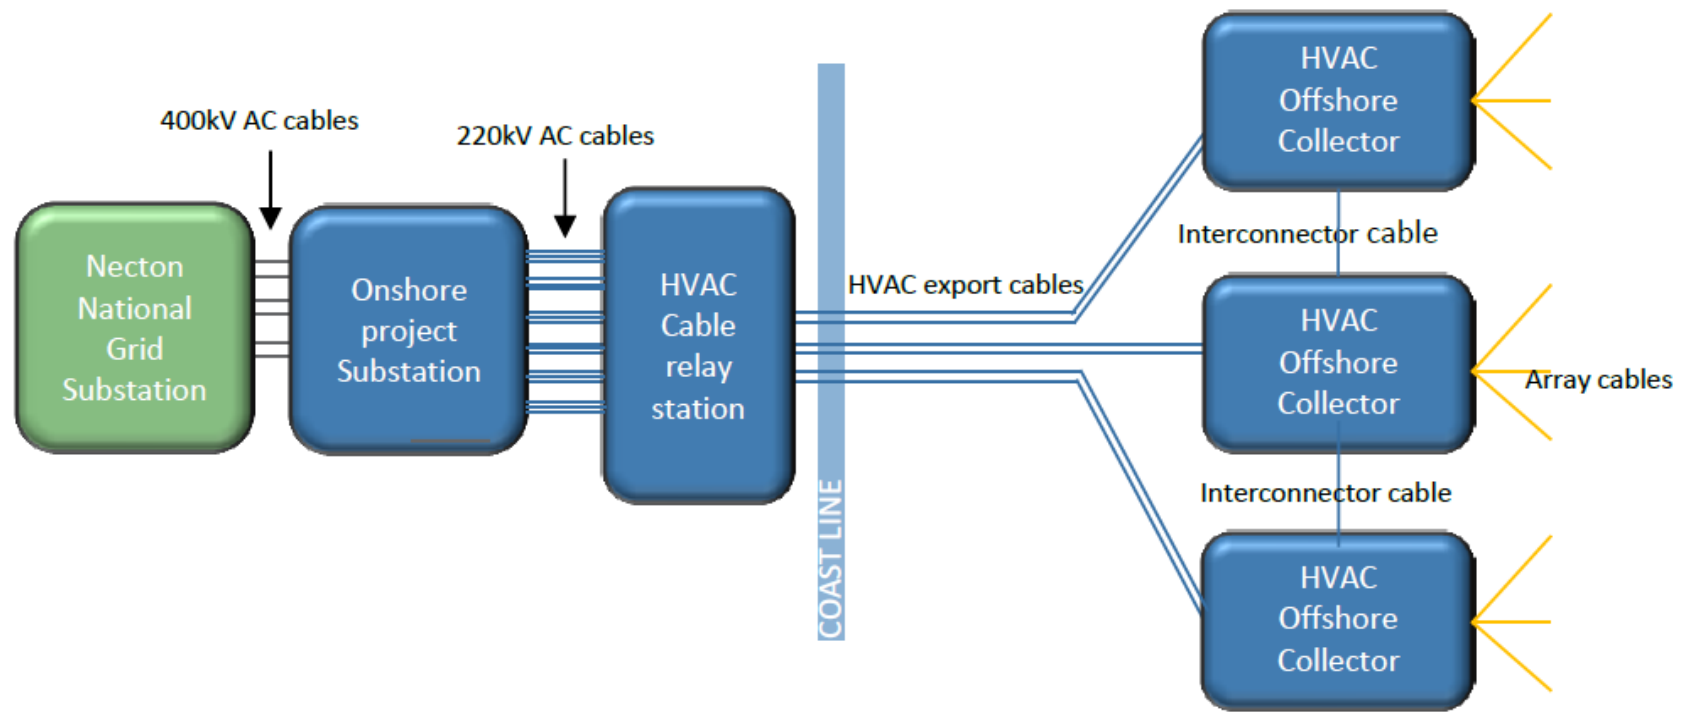 400kV AC cables
220kV AC cables
Necton
National
Grid
Substation
Onshore
project
Substation
HVAC
Cable
relay
station
COAST LINE
HVAC export cables
HVAC
Offshore
Collector
Interconnector cable
HVAC
Offshore
Collector
Array cables
Interconnector cable
HVAC
Offshore
Collector